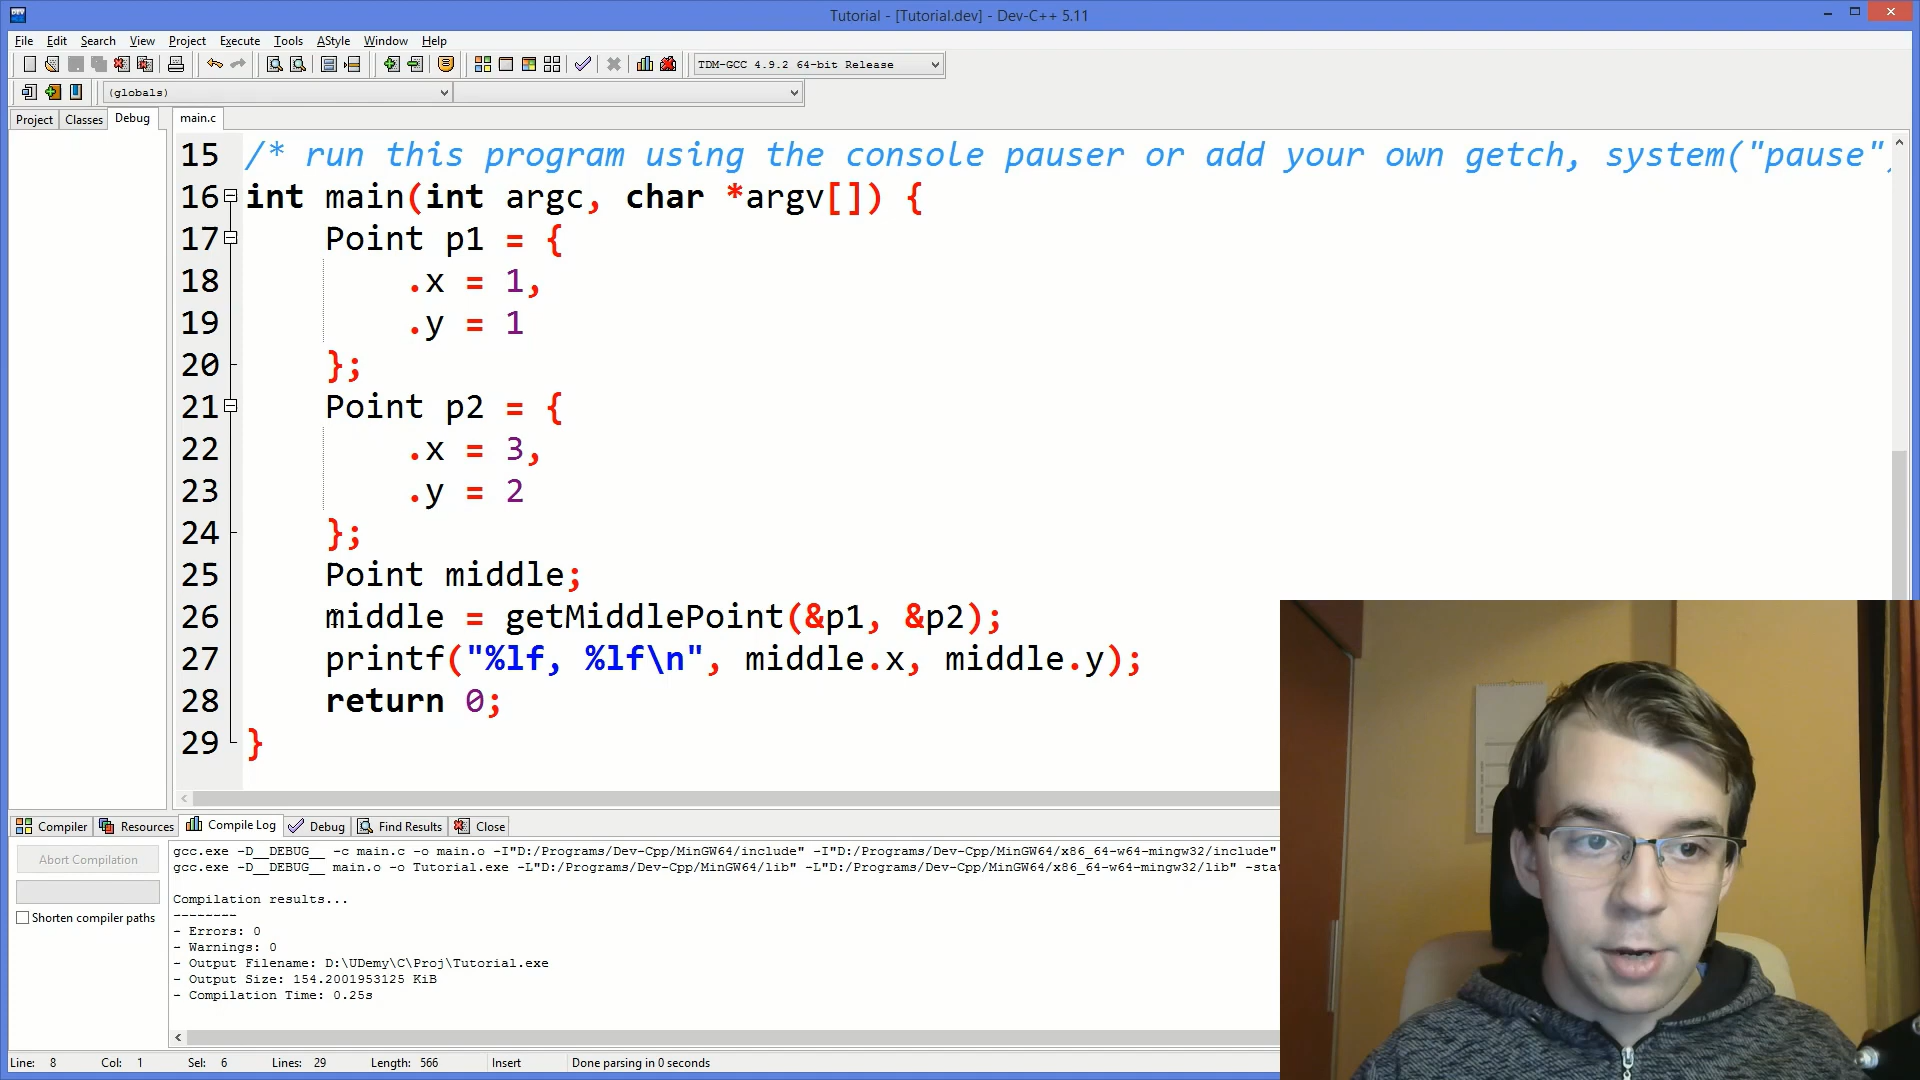 Tutorial - [Tutorial.dev] - Dev-C++ 5.11
File Edit Search View Project Execute Tools AStyle Window Help
TDM-GCC 4.9.2 64-bit Release
(globals)
Project Classes Debug main.c
15 /* run this program using the console pauser or add your own getch, system("pause")
16 int main(int argc, char *argv[]) {
17 Point p1 = {
18 .x = 1,
19 .y = 1
20 };
21 Point p2 = {
22 .x = 3,
23 .y = 2
24 };
25 Point middle;
26 middle = getMiddlePoint(&p1, &p2);
27 printf("%lf, %lf\n", middle.x, middle.y);
28 return 0;
29 }
Compiler Resources Compile Log Debug Find Results Close
Abort Compilation
Shorten compiler paths
gcc.exe -D__DEBUG__ -c main.c -o main.o -I"D:/Programs/Dev-Cpp/MinGW64/include" -I"D:/Programs/Dev-Cpp/MinGW64/x86_64-w64-mingw32/include"
gcc.exe -D__DEBUG__ main.o -o Tutorial.exe -L"D:/Programs/Dev-Cpp/MinGW64/lib" -L"D:/Programs/Dev-Cpp/MinGW64/x86_64-w64-mingw32/lib" -stat
Compilation results...
--------
- Errors: 0
- Warnings: 0
- Output Filename: D:\UDemy\C\Proj\Tutorial.exe
- Output Size: 154.2001953125 KiB
- Compilation Time: 0.25s
Line: 8 Col: 1 Sel: 6 Lines: 29 Length: 566 Insert Done parsing in 0 seconds